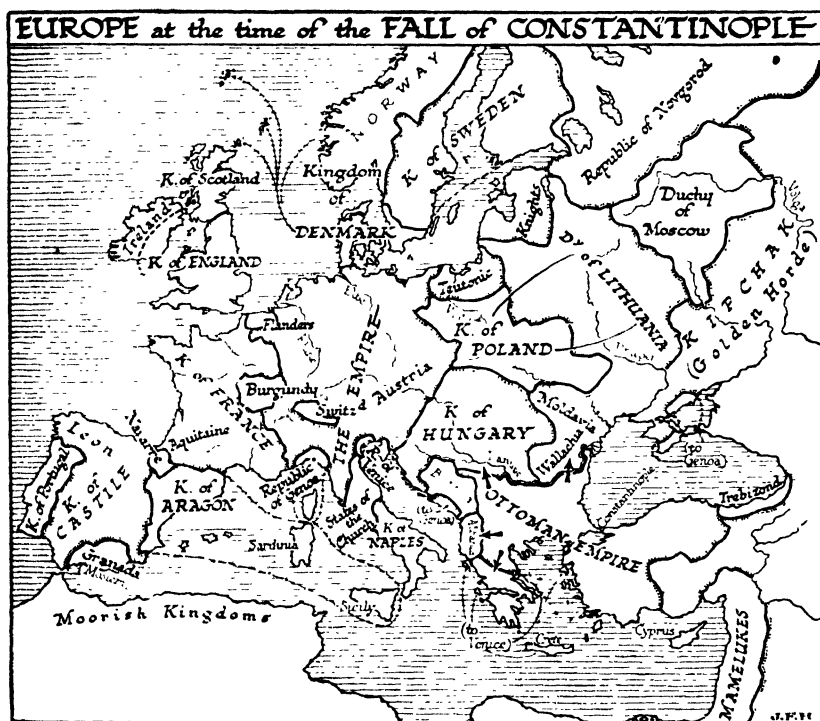 EUROPE at the time of the FALL of CONSTANTINOPLE
NORWAY
K. of SWEDEN
Republic of Novgorod
K. of Scotland
Kingdom
of
DENMARK
Ireland
K of ENGLAND
Knights
Duchy
of
Moscow
Teutonic
Dy of LITHUANIA
KIPCHAK
(Golden Horde)
Flanders
THE EMPIRE
K. of
POLAND
K. of FRANCE
Burgundy
Switzd
Austria
K of
HUNGARY
Moldavia
Wallachia
(to
Genoa)
Leon
Navarre
Aquitaine
K. of Portugal
K. of
CASTILE
K. of
ARAGON
Republic
of Genoa
R. of
Venice
States of
the
Church
K of
NAPLES
Constantinople
Trebizond
OTTOMAN EMPIRE
Sardinia
Granada
Sicily
Moorish Kingdoms
(to
Cyprus
MAMELUKES
J.F.H